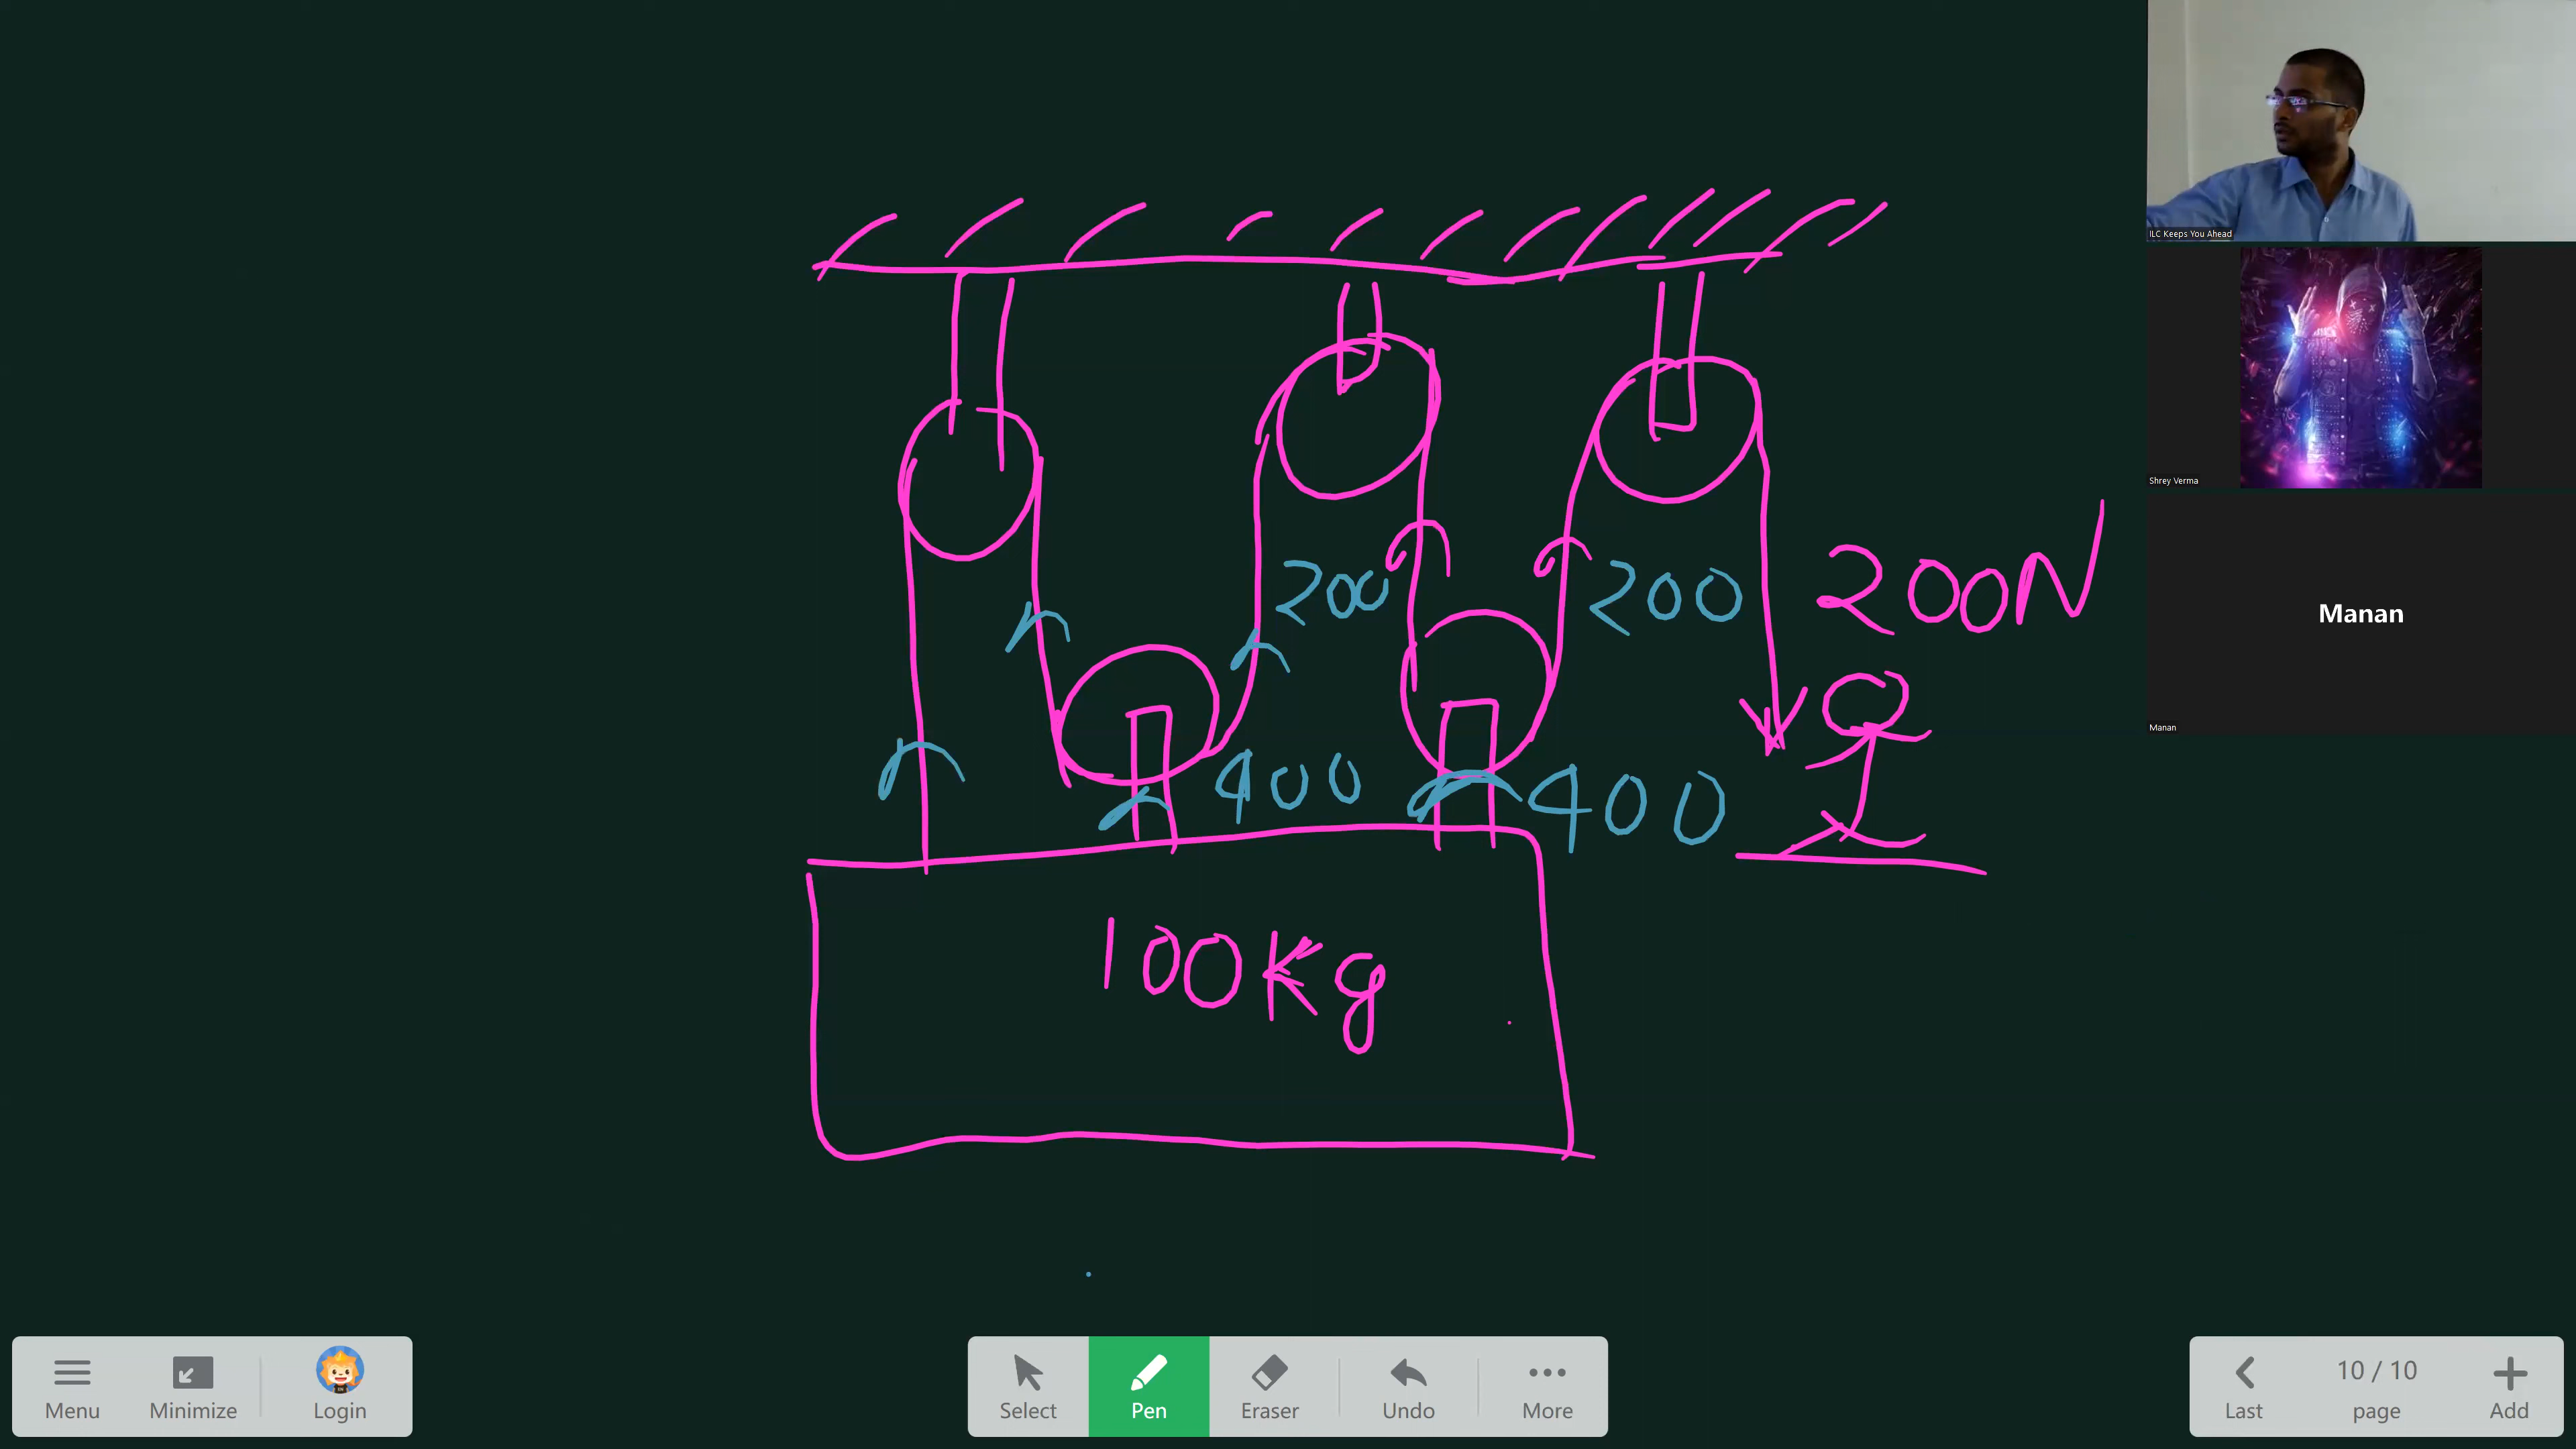 ILC Keeps You Ahead
Shrey Verma
Manan
Manan
200
200
200N
400
400
100Kg
Menu
Minimize
Login
Select
Pen
Eraser
Undo
More
Last
10 / 10
page
Add